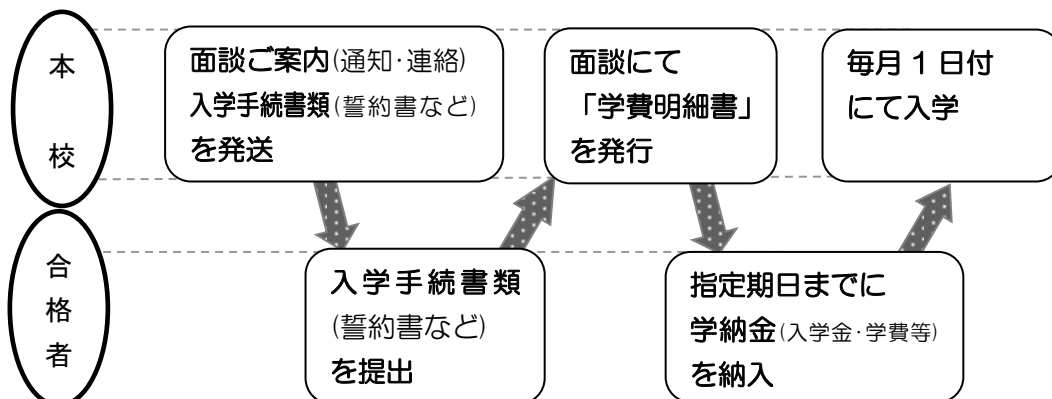 本校
面談ご案内(通知・連絡)
入学手続書類(誓約書など)
を発送
面談にて
「学費明細書」
を発行
毎月1日付
にて入学
合格者
入学手続書類
(誓約書など)
を提出
指定期日までに
学納金(入学金・学費等)
を納入